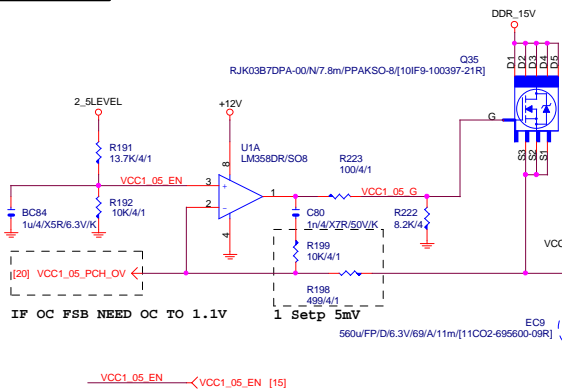 DDR_15V
Q35
RJK03B7DPA-00/N/7.8m/PPAKSO-8/[10IF9-100397-21R]
D1
D2
D3
D4
D5
G
S3
S2
S1
2_5LEVEL
+12V
R191
13.7K/4/1
U1A
LM358DR/SO8
8
R223
100/4/1
VCC1_05_EN
3
+
1
VCC1_05_G
2
-
4
BC84
1u/4/X5R/6.3V/K
R192
10K/4/1
C80
1n/4/X7R/50V/K
R222
8.2K/4
R199
10K/4/1
VCC
[20] VCC1_05_PCH_OV
R198
499/4/1
IF OC FSB NEED OC TO 1.1V
1 Setp 5mV
EC9
560u/FP/D/6.3V/69/A/11m/[11CO2-695600-09R]
VCC1_05_EN
VCC1_05_EN [15]